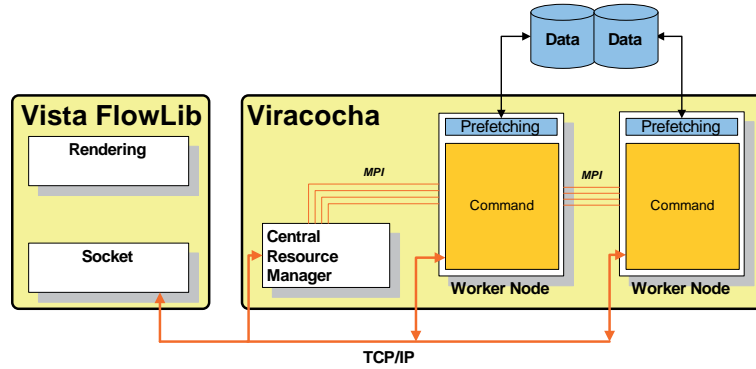 Data
Data
Vista FlowLib
Viracocha
Rendering
Prefetching
Prefetching
MPI
MPI
Command
Command
Socket
Central
Resource
Manager
Worker Node
Worker Node
TCP/IP